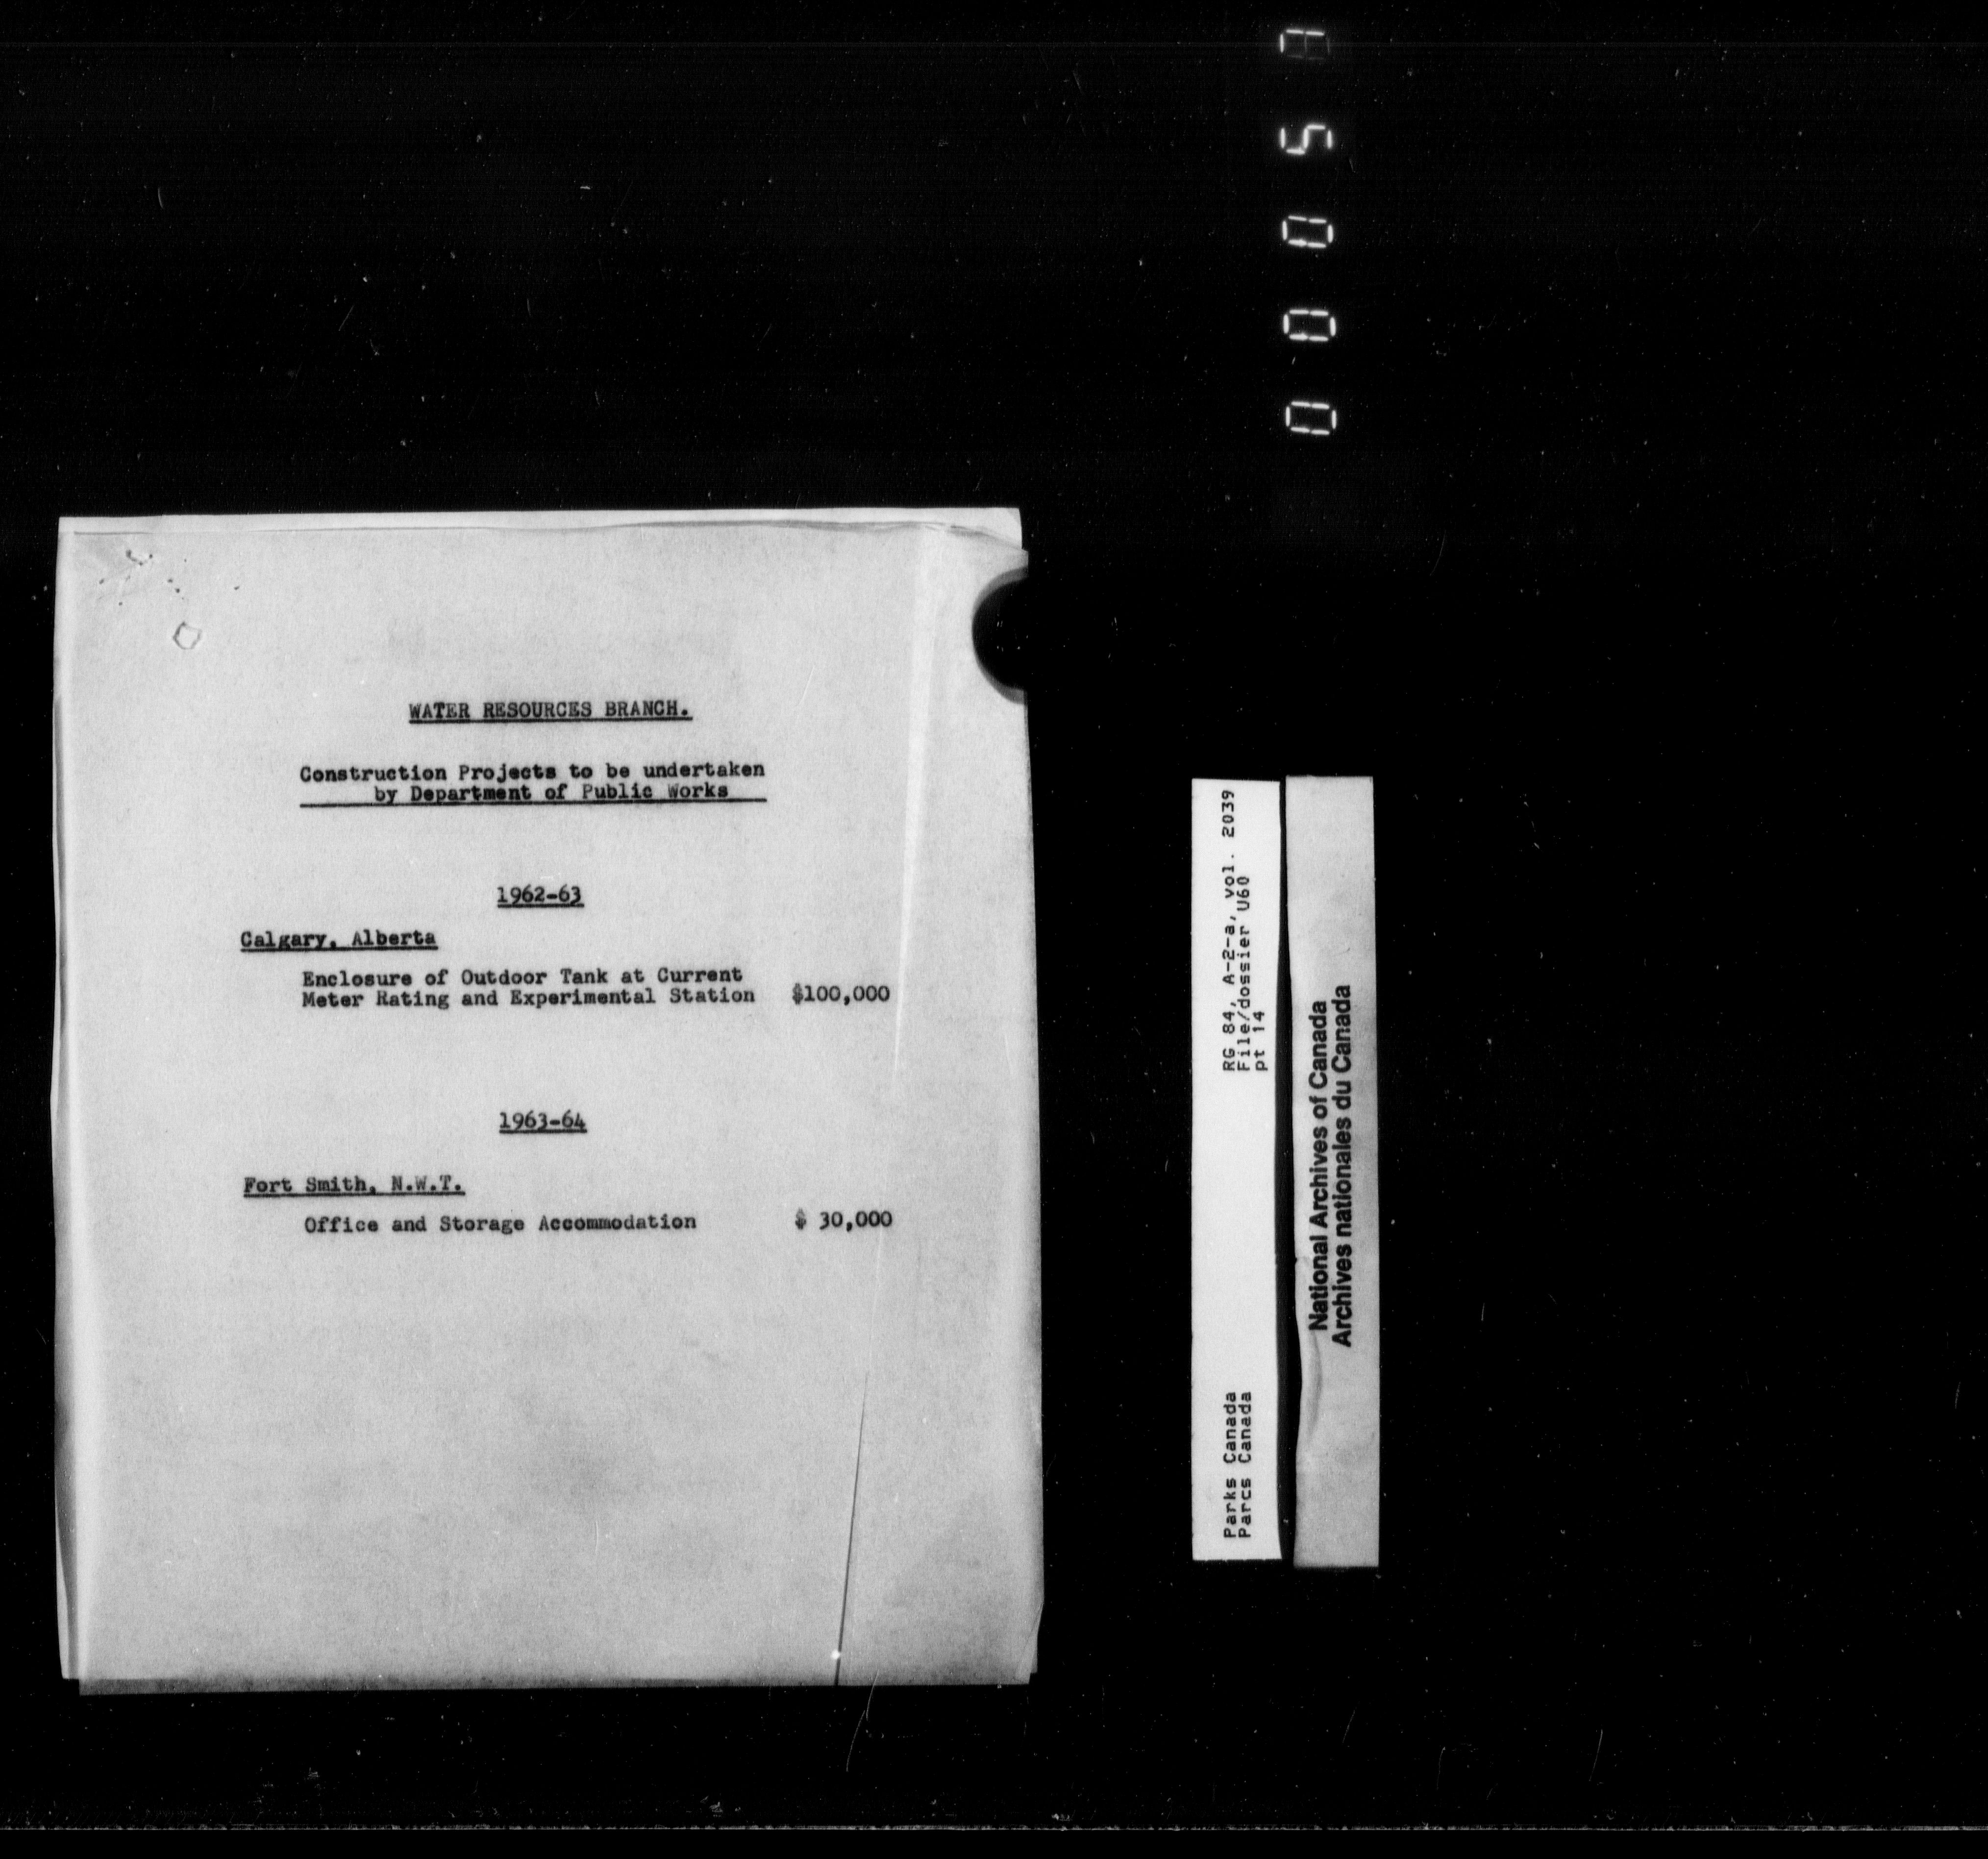 WATER RESOURCES BRANCH.
Construction Projects to be undertaken
by Department of Public Works
1962-63
Calgary, Alberta
Enclosure of Outdoor Tank at Current
Meter Rating and Experimental Station $100,000
1963-64
Fort Smith, N.W.T.
Office and Storage Accommodation $ 30,000
Parks Canada
Parcs Canada
RG 84, A-2-a, vol. 2039
File/dossier U60
pt 14
National Archives of Canada
Archives nationales du Canada